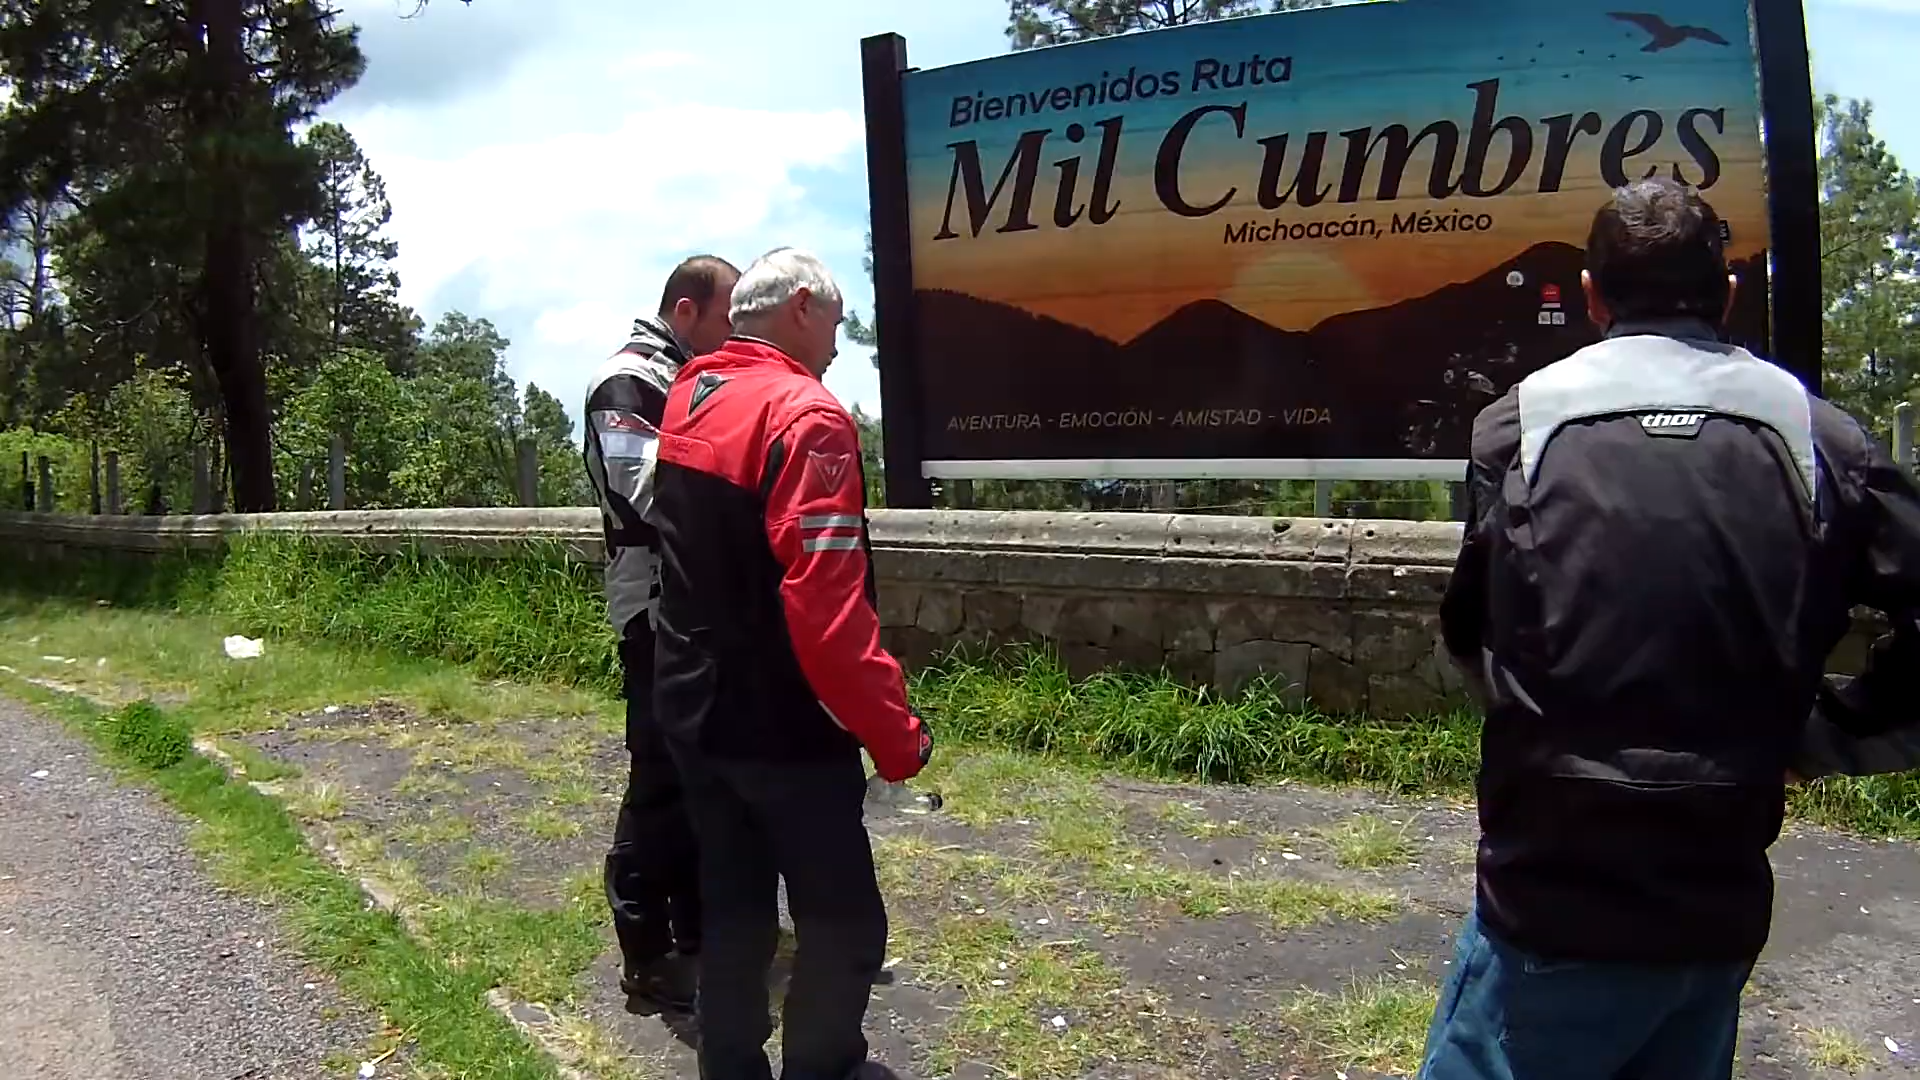 Bienvenidos Ruta
Mil Cumbres
Michoacán, México
AVENTURA - EMOCIÓN - AMISTAD - VIDA
thor